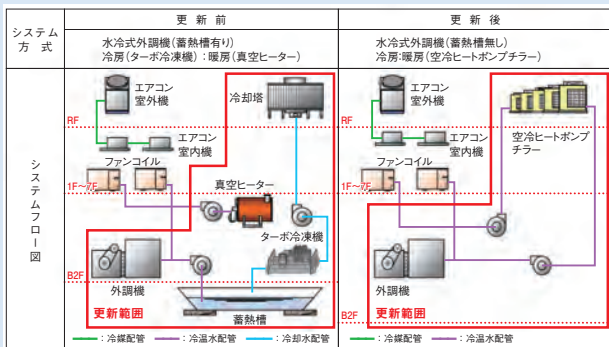 システム
方式
更新前
更新後
水冷式外調機(蓄熱槽有り)
冷房(ターボ冷凍機):暖房(真空ヒーター)
水冷式外調機(蓄熱槽無し)
冷房:暖房(空冷ヒートポンプチラー)
システムフロー図
エアコン
室外機
冷却塔
RF
エアコン
室内機
ファンコイル
1F~7F
真空ヒーター
ターボ冷凍機
B2F
外調機
更新範囲
蓄熱槽
:冷媒配管
:冷温水配管
:冷却水配管
エアコン
室外機
RF
空冷ヒートポンプ
チラー
エアコン
室内機
ファンコイル
1F~7F
外調機
更新範囲
B2F
:冷媒配管
:冷温水配管